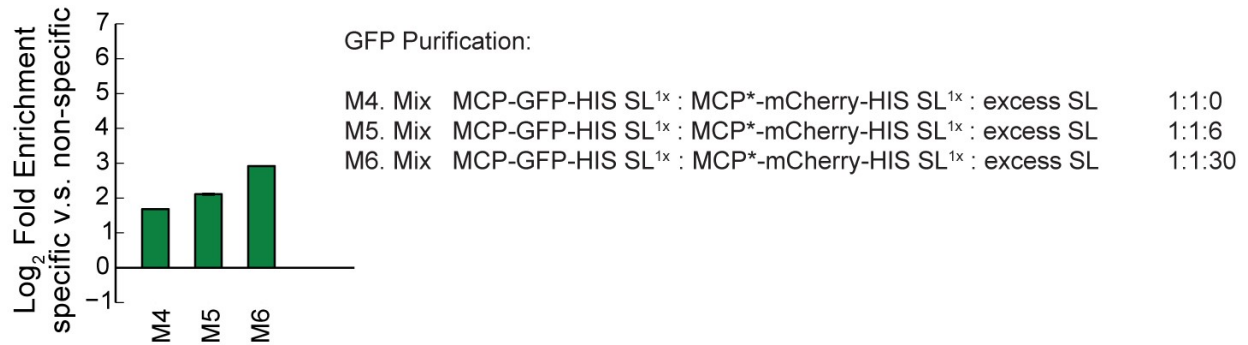 Log₂ Fold Enrichment
specific v.s. non-specific
7
6
5
4
3
2
1
0
−1
M4
M5
M6
GFP Purification:
M4. Mix MCP-GFP-HIS SL¹ˣ : MCP*-mCherry-HIS SL¹ˣ : excess SL 1:1:0
M5. Mix MCP-GFP-HIS SL¹ˣ : MCP*-mCherry-HIS SL¹ˣ : excess SL 1:1:6
M6. Mix MCP-GFP-HIS SL¹ˣ : MCP*-mCherry-HIS SL¹ˣ : excess SL 1:1:30